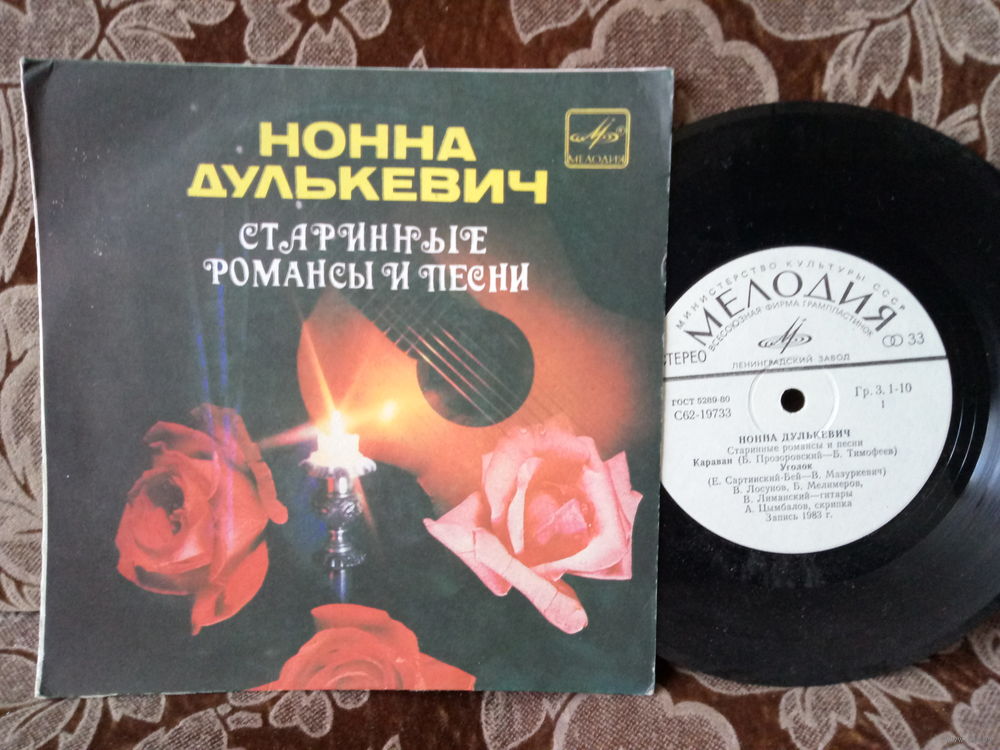 НОННА
ДУЛЬКЕВИЧ
СТАРИННЫЕ
РОМАНСЫ И ПЕСНИ
МЕЛОДИЯ
МИНИСТЕРСТВО КУЛЬТУРЫ СССР
МЕЛОДИЯ
ВСЕСОЮЗНАЯ ФИРМА ГРАМПЛАСТИНОК
СТЕРЕО
33
ЛЕНИНГРАДСКИЙ ЗАВОД
ГОСТ 5289-80
С62-19733
Гр. 3. 1-10
1
НОННА ДУЛЬКЕВИЧ
Старинные романсы и песни
Караван (Б. Прозоровский—Б. Тимофеев)
Уголок
(Е. Сартинский-Бей—В. Мазуркевич)
В. Лосунов, Б. Мелимеров,
В. Лиманский—гитары
А. Цымбалов, скрипка
Запись 1983 г.